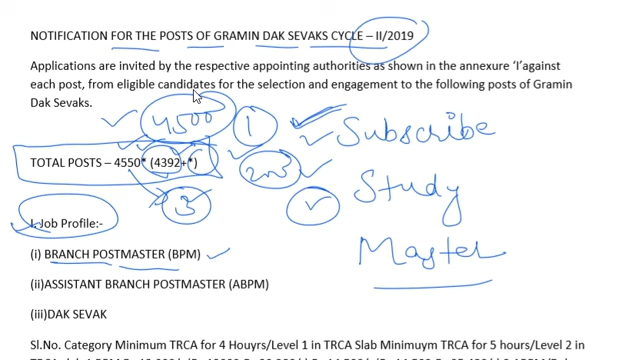 NOTIFICATION FOR THE POSTS OF GRAMIN DAK SEVAKS CYCLE – II/2019
Applications are invited by the respective appointing authorities as shown in the annexure 'I'against
each post, from eligible candidates for the selection and engagement to the following posts of Gramin
Dak Sevaks.
4500 1 Subscribe
TOTAL POSTS – 4550* (4392+*)
3 Study
I. Job Profile:-
(i) BRANCH POSTMASTER (BPM) Master
(ii)ASSISTANT BRANCH POSTMASTER (ABPM)
(iii)DAK SEVAK
Sl.No. Category Minimum TRCA for 4 Houyrs/Level 1 in TRCA Slab Minimuym TRCA for 5 hours/Level 2 in